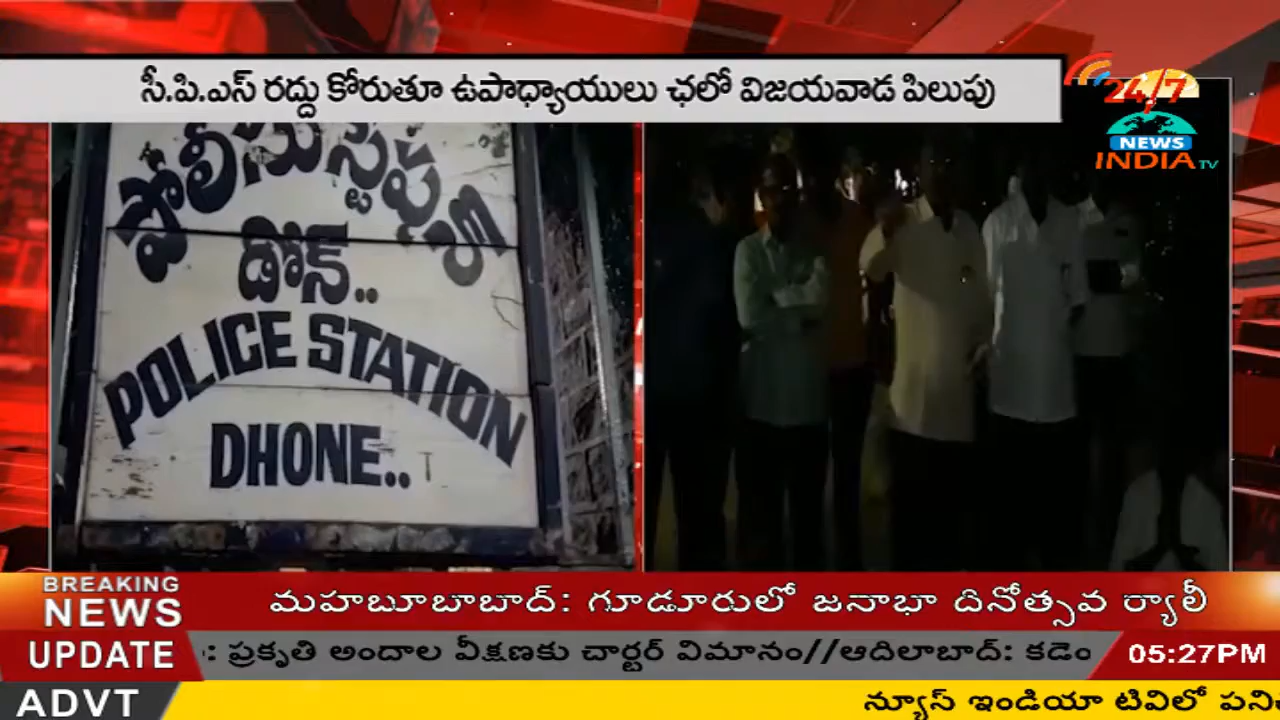 సీ.పి.ఎస్ రద్దు కోరుతూ ఉపాధ్యాయులు ఛలో విజయవాడ పిలుపు
24/7
NEWS
INDIA TV
పోలీసు స్టేషన్
డోన్..
POLICE STATION
DHONE..
BREAKING
NEWS
మహబూబాబాద్: గూడూరులో జనాభా దినోత్సవ ర్యాలీ
UPDATE
: ప్రకృతి అందాల వీక్షణకు చార్టర్ విమానం//ఆదిలాబాద్: కడెం
05:27PM
ADVT
న్యూస్ ఇండియా టివిలో పని